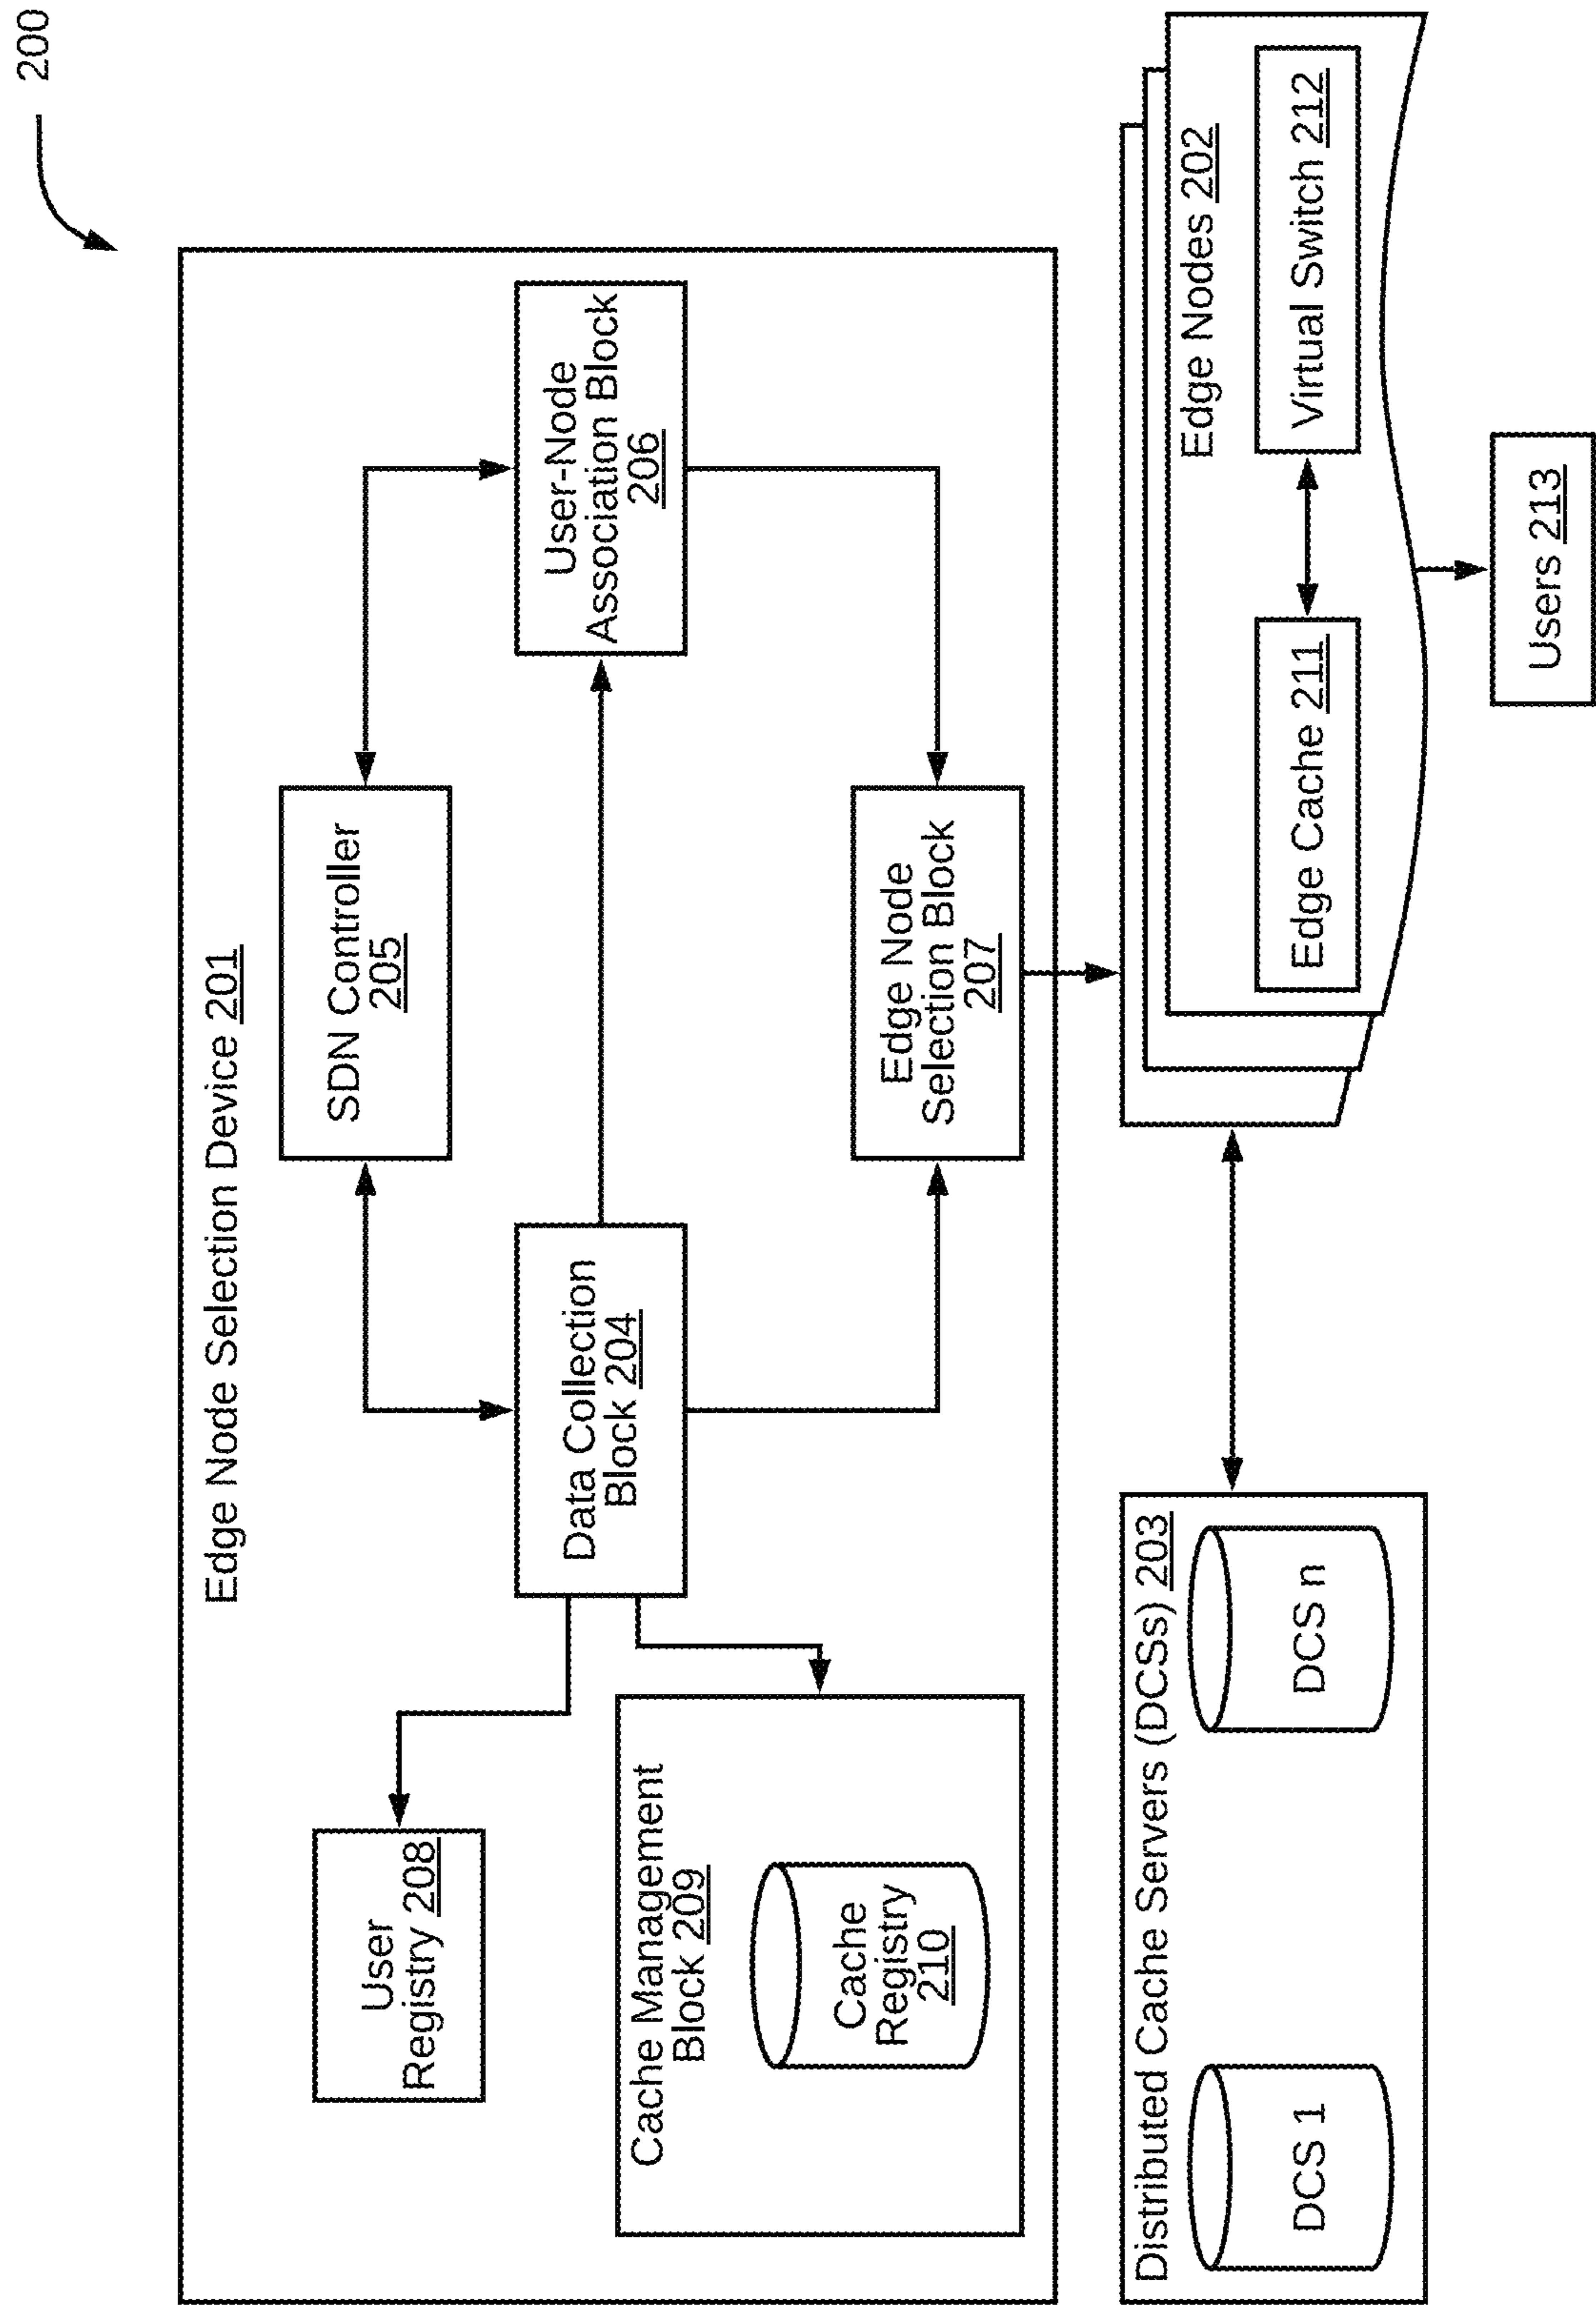 200
Edge Node Selection Device 201
SDN Controller
205
User
Registry 208
Data Collection
Block 204
User-Node
Association Block
206
Cache Management
Block 209
Cache
Registry
210
Edge Node
Selection Block
207
Distributed Cache Servers (DCSs) 203
DCS 1
DCS n
Edge Nodes 202
Edge Cache 211
Virtual Switch 212
Users 213